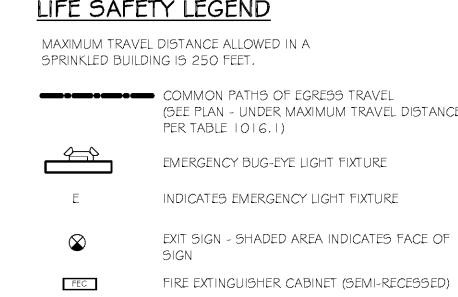 LIFE SAFETY LEGEND
MAXIMUM TRAVEL DISTANCE ALLOWED IN A
SPRINKLED BUILDING IS 250 FEET.
COMMON PATHS OF EGRESS TRAVEL
(SEE PLAN - UNDER MAXIMUM TRAVEL DISTANCE
PER TABLE 1016.1)
EMERGENCY BUG-EYE LIGHT FIXTURE
E INDICATES EMERGENCY LIGHT FIXTURE
EXIT SIGN - SHADED AREA INDICATES FACE OF
SIGN
FEC FIRE EXTINGUISHER CABINET (SEMI-RECESSED)